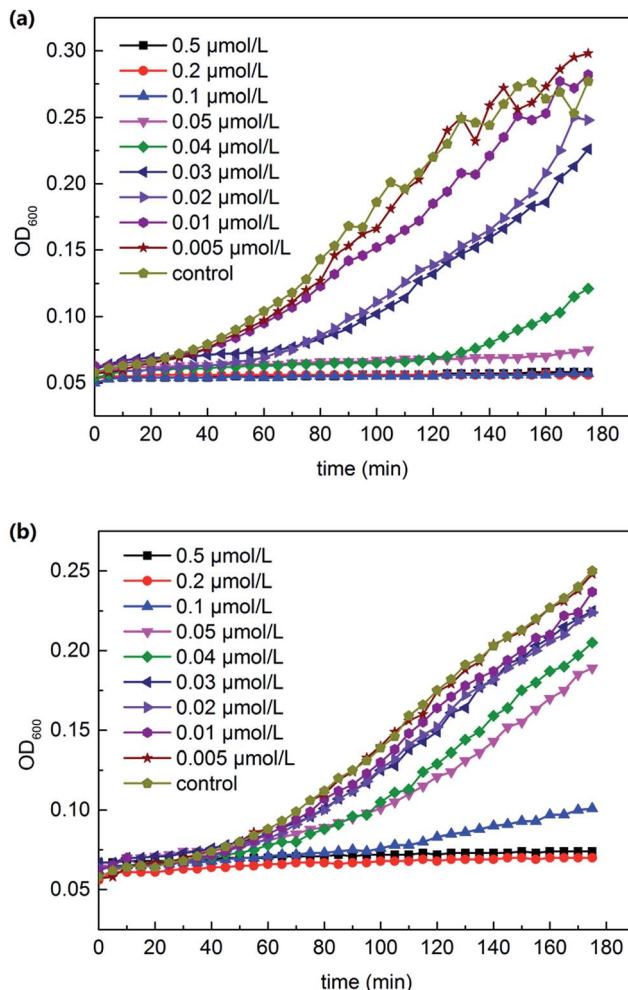 (a)
0.5 µmol/L
0.2 µmol/L
0.1 µmol/L
0.05 µmol/L
0.04 µmol/L
0.03 µmol/L
0.02 µmol/L
0.01 µmol/L
0.005 µmol/L
control
0.30
0.25
0.20
0.15
0.10
0.05
OD600
0 20 40 60 80 100 120 140 160 180
time (min)
(b)
0.5 µmol/L
0.2 µmol/L
0.1 µmol/L
0.05 µmol/L
0.04 µmol/L
0.03 µmol/L
0.02 µmol/L
0.01 µmol/L
0.005 µmol/L
control
0.25
0.20
0.15
0.10
0.05
OD600
0 20 40 60 80 100 120 140 160 180
time (min)